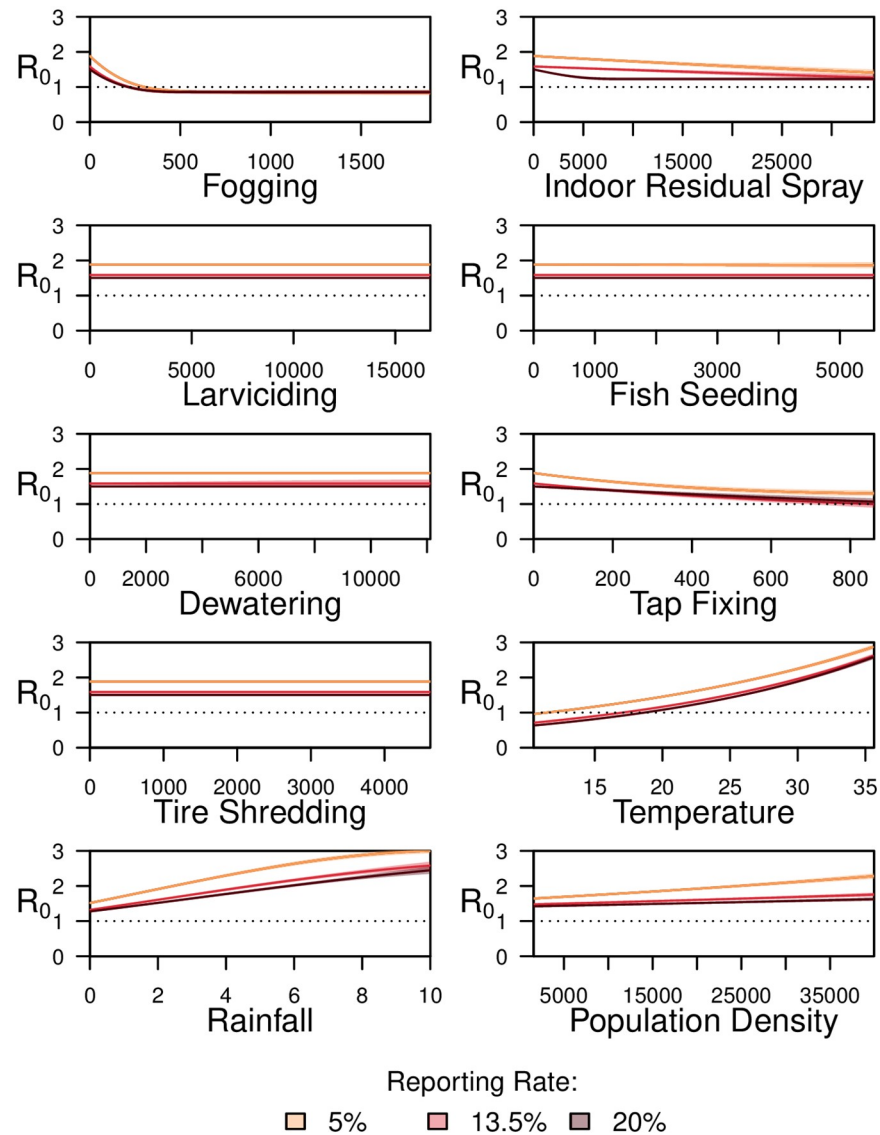 3
2
R0
1
0
0 500 1000 1500
Fogging
3
2
R0
1
0
0 5000 15000 25000
Indoor Residual Spray
3
2
R0
1
0
0 5000 10000 15000
Larviciding
3
2
R0
1
0
0 1000 3000 5000
Fish Seeding
3
2
R0
1
0
0 2000 6000 10000
Dewatering
3
2
R0
1
0
0 200 400 600 800
Tap Fixing
3
2
R0
1
0
0 1000 2000 3000 4000
Tire Shredding
3
2
R0
1
0
15 20 25 30 35
Temperature
3
2
R0
1
0
0 2 4 6 8 10
Rainfall
3
2
R0
1
0
5000 15000 25000 35000
Population Density
Reporting Rate:
5% 13.5% 20%